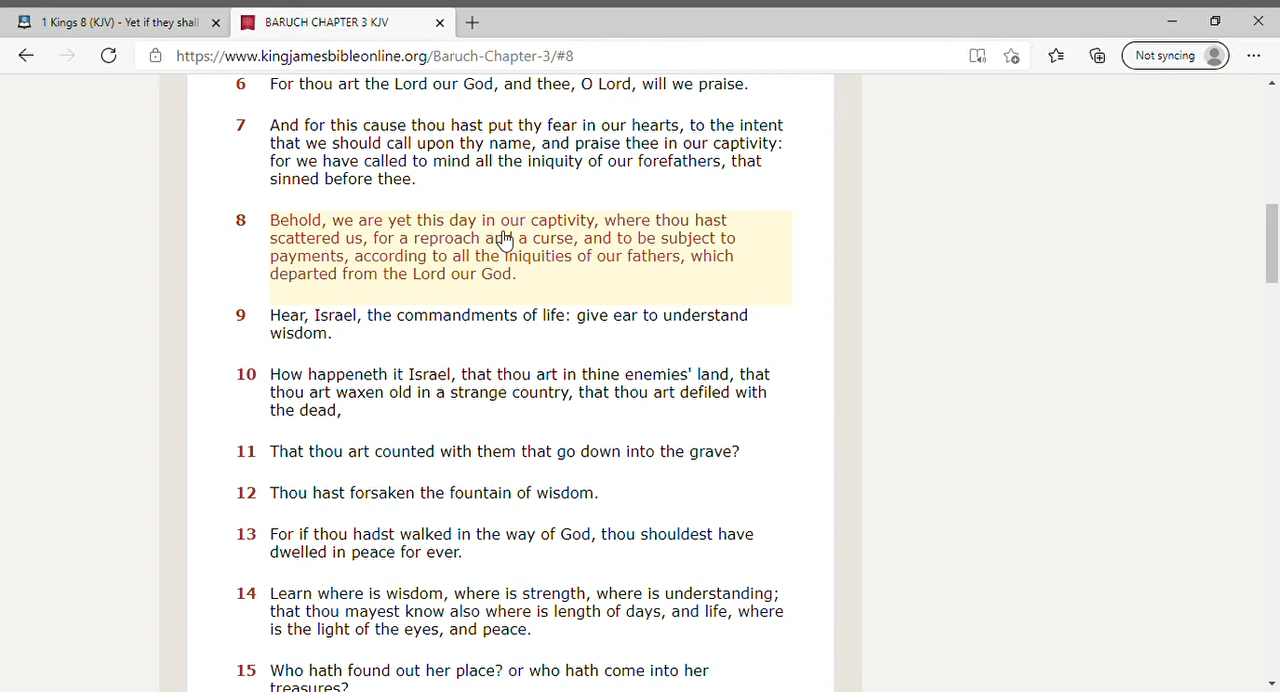 1 Kings 8 (KJV) - Yet if they shall
BARUCH CHAPTER 3 KJV
https://www.kingjamesbibleonline.org/Baruch-Chapter-3/#8
Not syncing
6 For thou art the Lord our God, and thee, O Lord, will we praise.
7 And for this cause thou hast put thy fear in our hearts, to the intent
that we should call upon thy name, and praise thee in our captivity:
for we have called to mind all the iniquity of our forefathers, that
sinned before thee.
8 Behold, we are yet this day in our captivity, where thou hast
scattered us, for a reproach and a curse, and to be subject to
payments, according to all the iniquities of our fathers, which
departed from the Lord our God.
9 Hear, Israel, the commandments of life: give ear to understand
wisdom.
10 How happeneth it Israel, that thou art in thine enemies' land, that
thou art waxen old in a strange country, that thou art defiled with
the dead,
11 That thou art counted with them that go down into the grave?
12 Thou hast forsaken the fountain of wisdom.
13 For if thou hadst walked in the way of God, thou shouldest have
dwelled in peace for ever.
14 Learn where is wisdom, where is strength, where is understanding;
that thou mayest know also where is length of days, and life, where
is the light of the eyes, and peace.
15 Who hath found out her place? or who hath come into her
treasures?